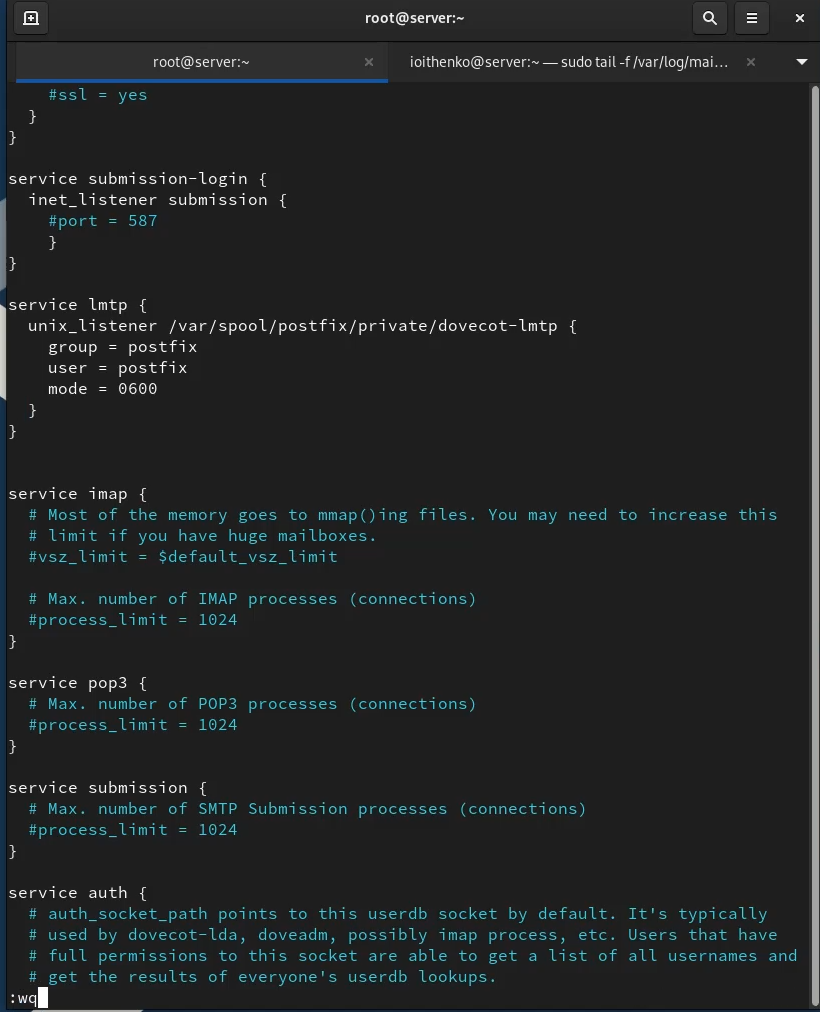 root@server:~
root@server:~
ioithenko@server:~ — sudo tail -f /var/log/mai…
#ssl = yes
}
}
service submission-login {
inet_listener submission {
#port = 587
}
}
service lmtp {
unix_listener /var/spool/postfix/private/dovecot-lmtp {
group = postfix
user = postfix
mode = 0600
}
}
service imap {
# Most of the memory goes to mmap()ing files. You may need to increase this
# limit if you have huge mailboxes.
#vsz_limit = $default_vsz_limit
# Max. number of IMAP processes (connections)
#process_limit = 1024
}
service pop3 {
# Max. number of POP3 processes (connections)
#process_limit = 1024
}
service submission {
# Max. number of SMTP Submission processes (connections)
#process_limit = 1024
}
service auth {
# auth_socket_path points to this userdb socket by default. It's typically
# used by dovecot-lda, doveadm, possibly imap process, etc. Users that have
# full permissions to this socket are able to get a list of all usernames and
# get the results of everyone's userdb lookups.
:wq